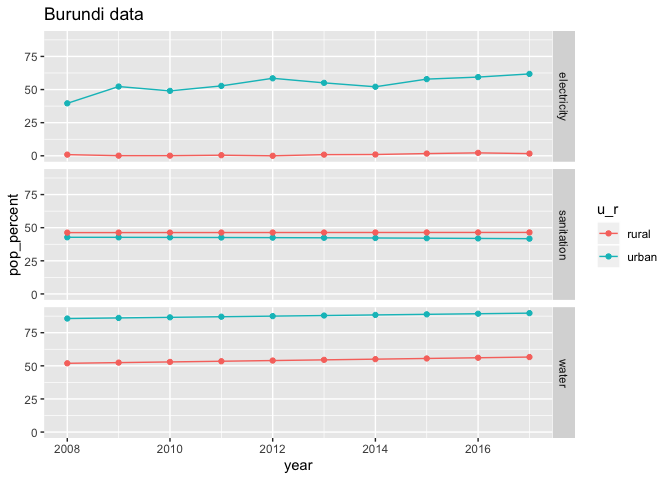 Burundi data
pop_percent
75
50
25
0
electricity
75
50
25
0
sanitation
75
50
25
0
water
2008 2010 2012 2014 2016
year
u_r
rural
urban